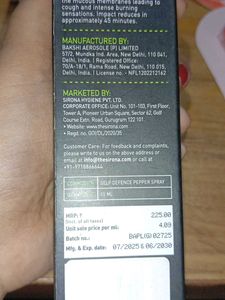 the mucous membranes leading to
cough and intense burning
sensations. Impact reduces in
approximately 45 minutes.
MANUFACTURED BY:
BAKSHI AEROSOLE (P) LIMITED
57/2, Mundka Ind. Area, New Delhi, 110 041,
Delhi, India. | Registered Office:
70/A-18/1, Rama Road, New Delhi, 110 015,
Delhi, India | License no. - NFL1202212162
MARKETED BY:
SIRONA HYGIENE PVT. LTD.
CORPORATE OFFICE: Unit No. 101-103, First Floor,
Tower A, Pioneer Urban Square, Sector 62, Golf
Course Extn. Road, Gurugram 122 101
• Website: www.thesirona.com
• Regd. no. GOI/DL/2020/35
Customer Care: For feedback and complaints,
please write to us on the above address or
email at info@thesirona.com or call at
+91-9718866644
SELF DEFENCE PEPPER SPRAY
55 ML
MRP: ₹ 225.00
(Incl. of all taxes)
Unit sale price per ml: 4.09
Batch no.: BAPL(G)02725
Mfg. & Exp. date: 07/2025 & 06/2030